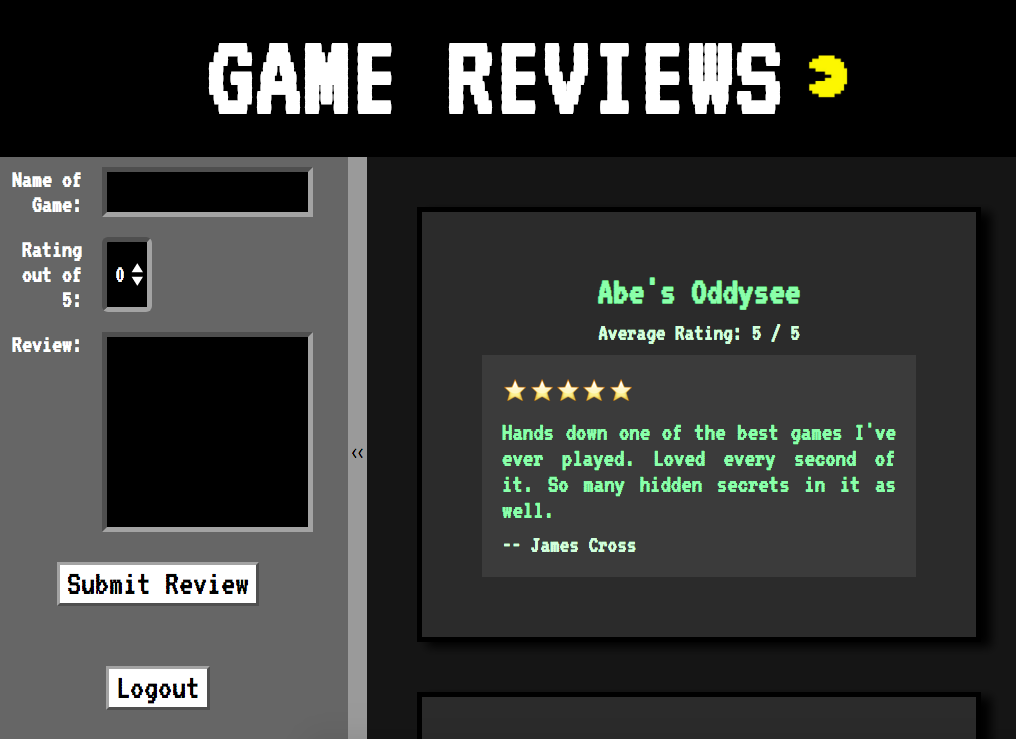 GAME REVIEWS
Name of
Game:
Rating
out of
5:
0
Review:
Submit Review
Logout
‹‹
Abe's Oddysee
Average Rating: 5 / 5
Hands down one of the best games I've
ever played. Loved every second of
it. So many hidden secrets in it as
well.
-- James Cross